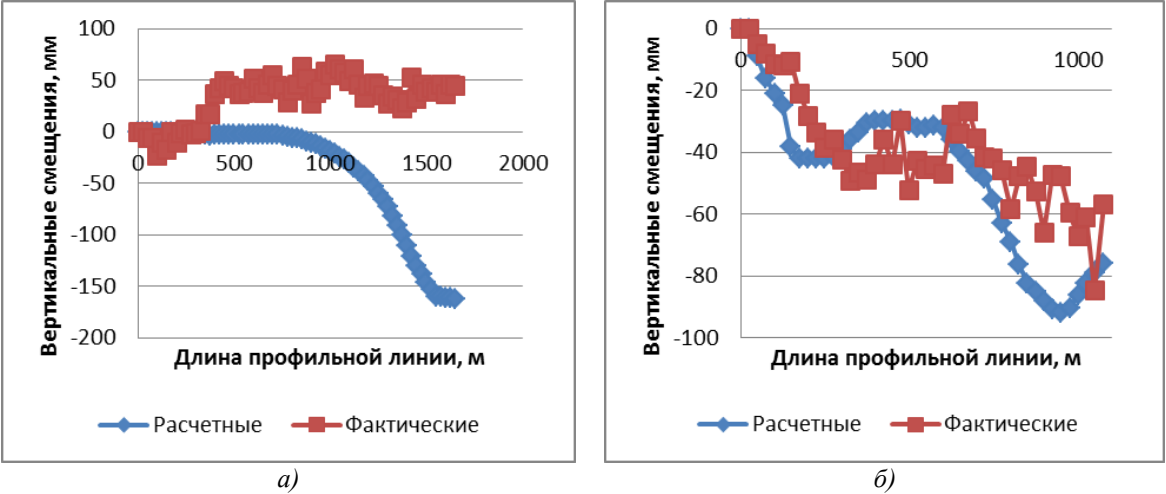 Вертикальные смещения, мм
100
50
0
-50
-100
-150
-200
0
500
1000
1500
2000
Длина профильной линии, м
Расчетные
Фактические
а)
Вертикальные смещения, мм
0
-20
-40
-60
-80
-100
0
500
1000
Длина профильной линии, м
Расчетные
Фактические
б)